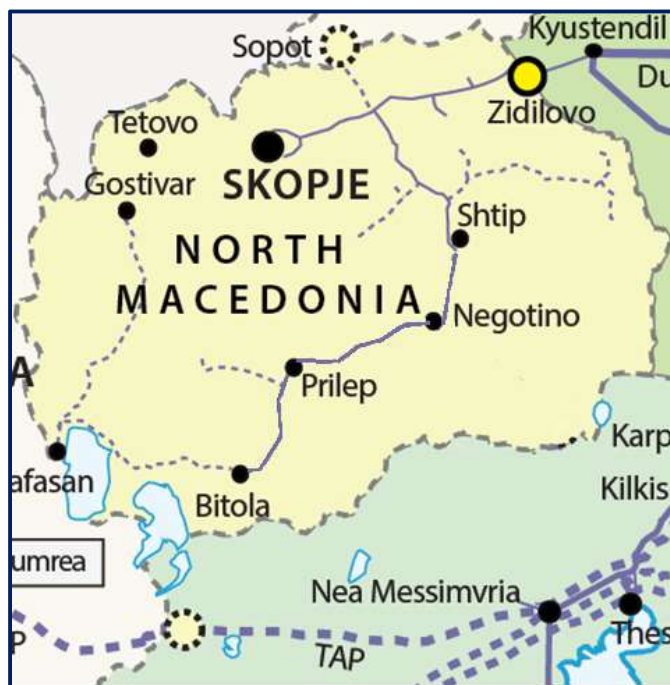 Kyustendil
Sopot
Du
Zidilovo
Tetovo
SKOPJE
Gostivar
Shtip
NORTH
MACEDONIA
Negotino
A
Prilep
Karp
afasan
Bitola
Kilkis
umrea
Nea Messimvria
Thes
P
TAP